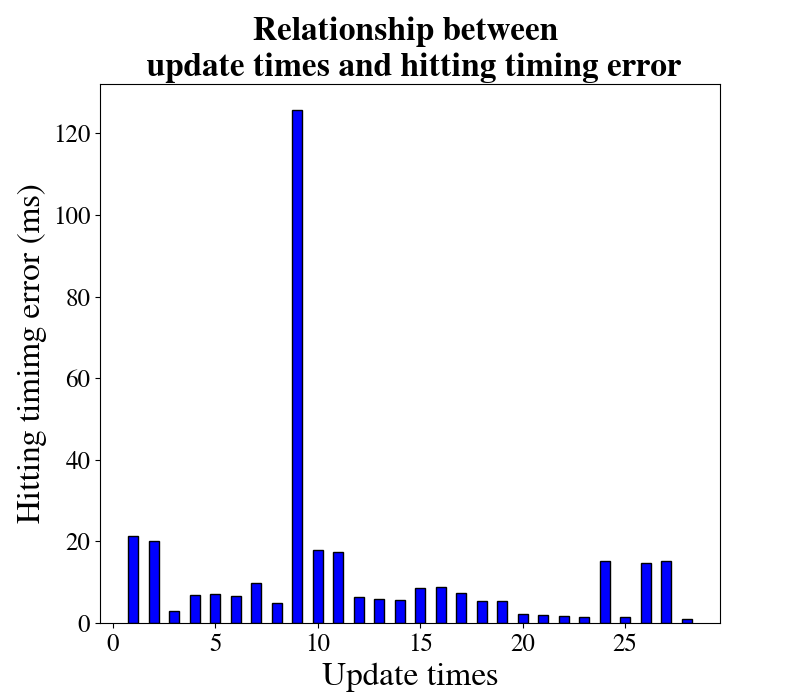 Relationship between
update times and hitting timing error
Hitting timimg error (ms)
120
100
80
60
40
20
0
0 5 10 15 20 25
Update times